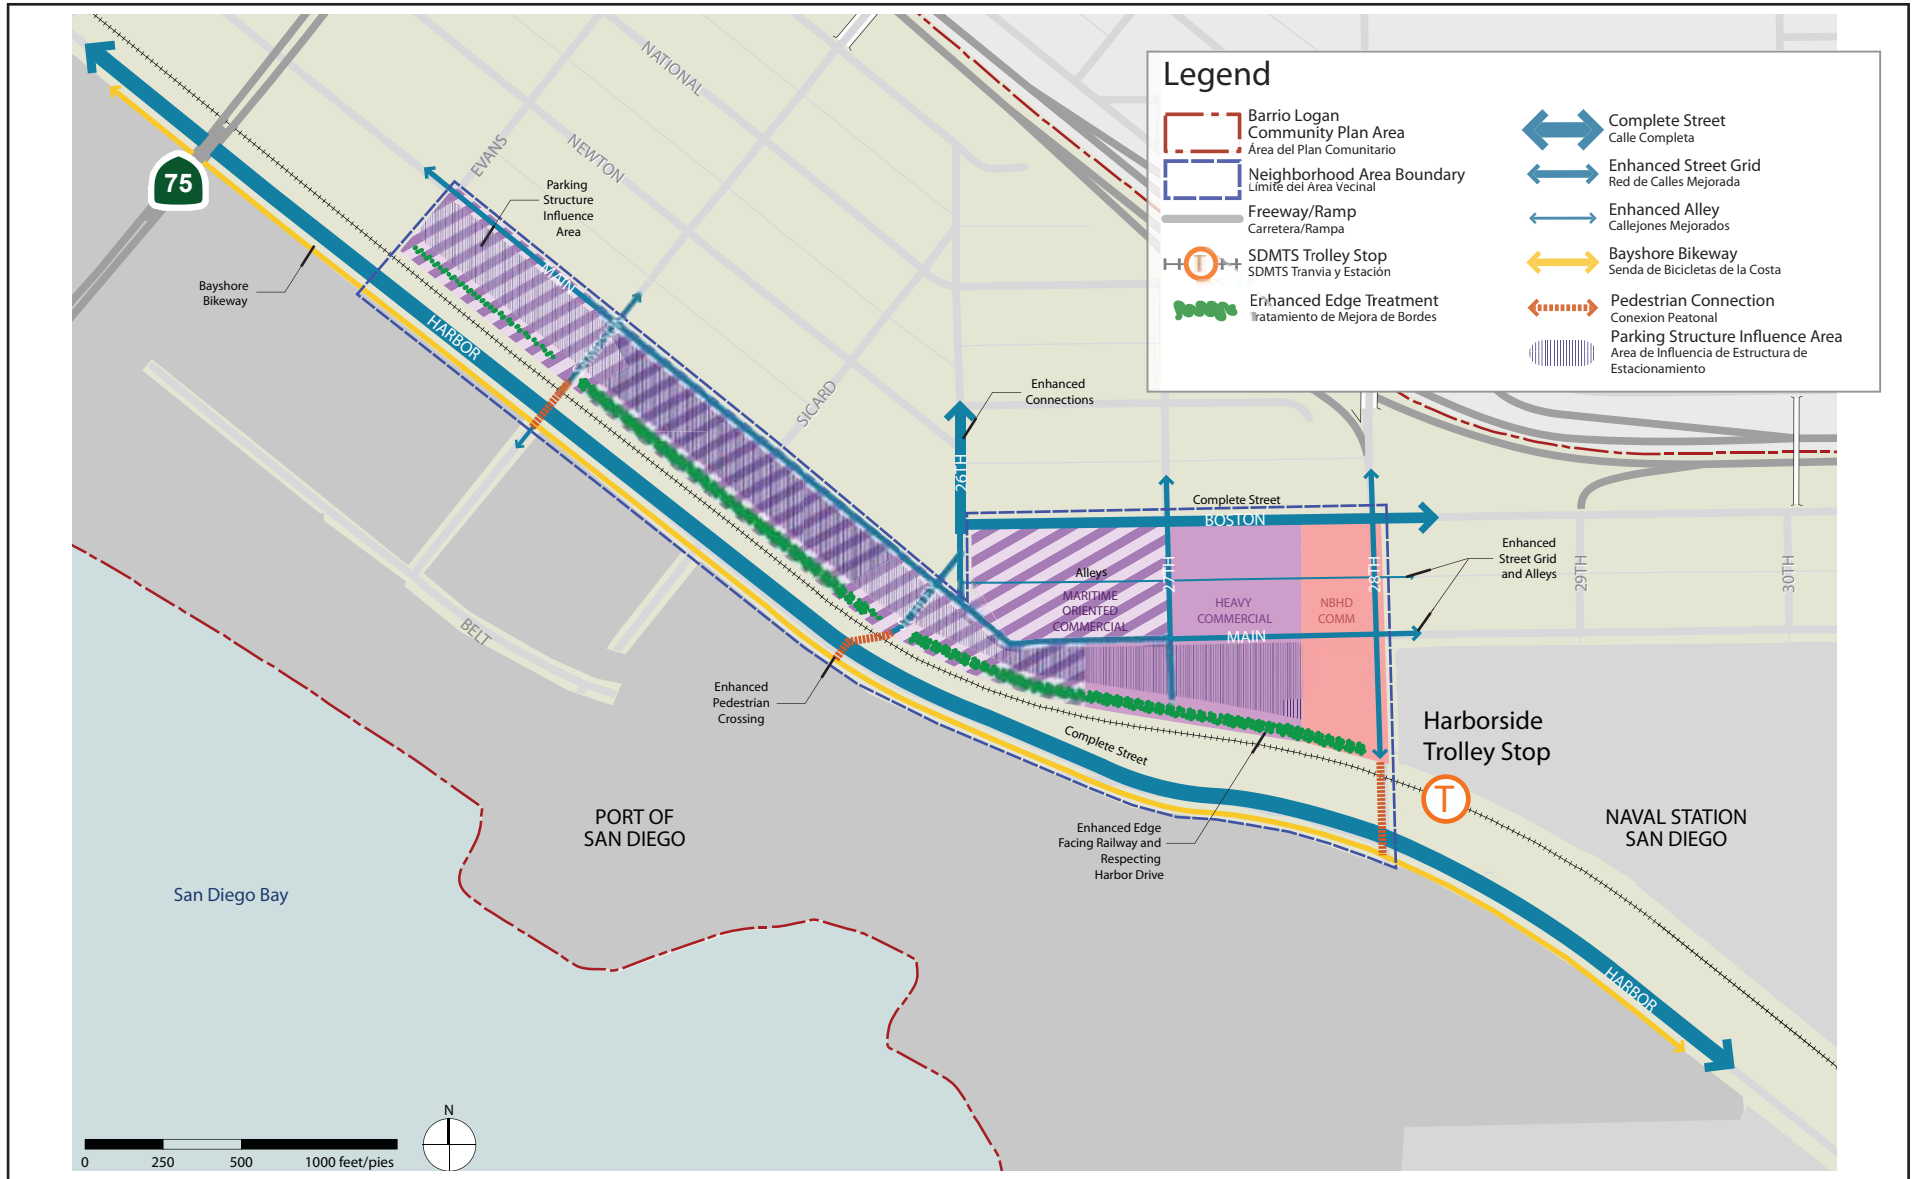 Legend
Barrio Logan
Community Plan Area
Área del Plan Comunitario
Neighborhood Area Boundary
Límite del Área Vecinal
Freeway/Ramp
Carretera/Rampa
T
SDMTS Trolley Stop
SDMTS Tranvia y Estación
Enhanced Edge Treatment
Tratamiento de Mejora de Bordes
Complete Street
Calle Completa
Enhanced Street Grid
Red de Calles Mejorada
Enhanced Alley
Callejones Mejorados
Bayshore Bikeway
Senda de Bicicletas de la Costa
Pedestrian Connection
Conexion Peatonal
Parking Structure Influence Area
Area de Influencia de Estructura de
Estacionamiento
NATIONAL
EVANS
NEWTON
75
Parking
Structure
Influence
Area
MAIN
Bayshore
Bikeway
HARBOR
SICARD
Enhanced
Connections
26TH
Complete Street
BOSTON
Enhanced
Street Grid
and Alleys
27TH
28TH
29TH
30TH
Alleys
MARITIME
ORIENTED
COMMERCIAL
HEAVY
COMMERCIAL
NBHD
COMM
MAIN
BELT
Enhanced
Pedestrian
Crossing
Complete Street
Harborside
Trolley Stop
T
PORT OF
SAN DIEGO
NAVAL STATION
SAN DIEGO
Enhanced Edge
Facing Railway and
Respecting
Harbor Drive
San Diego Bay
HARBOR
N
0 250 500 1000 feet/pies